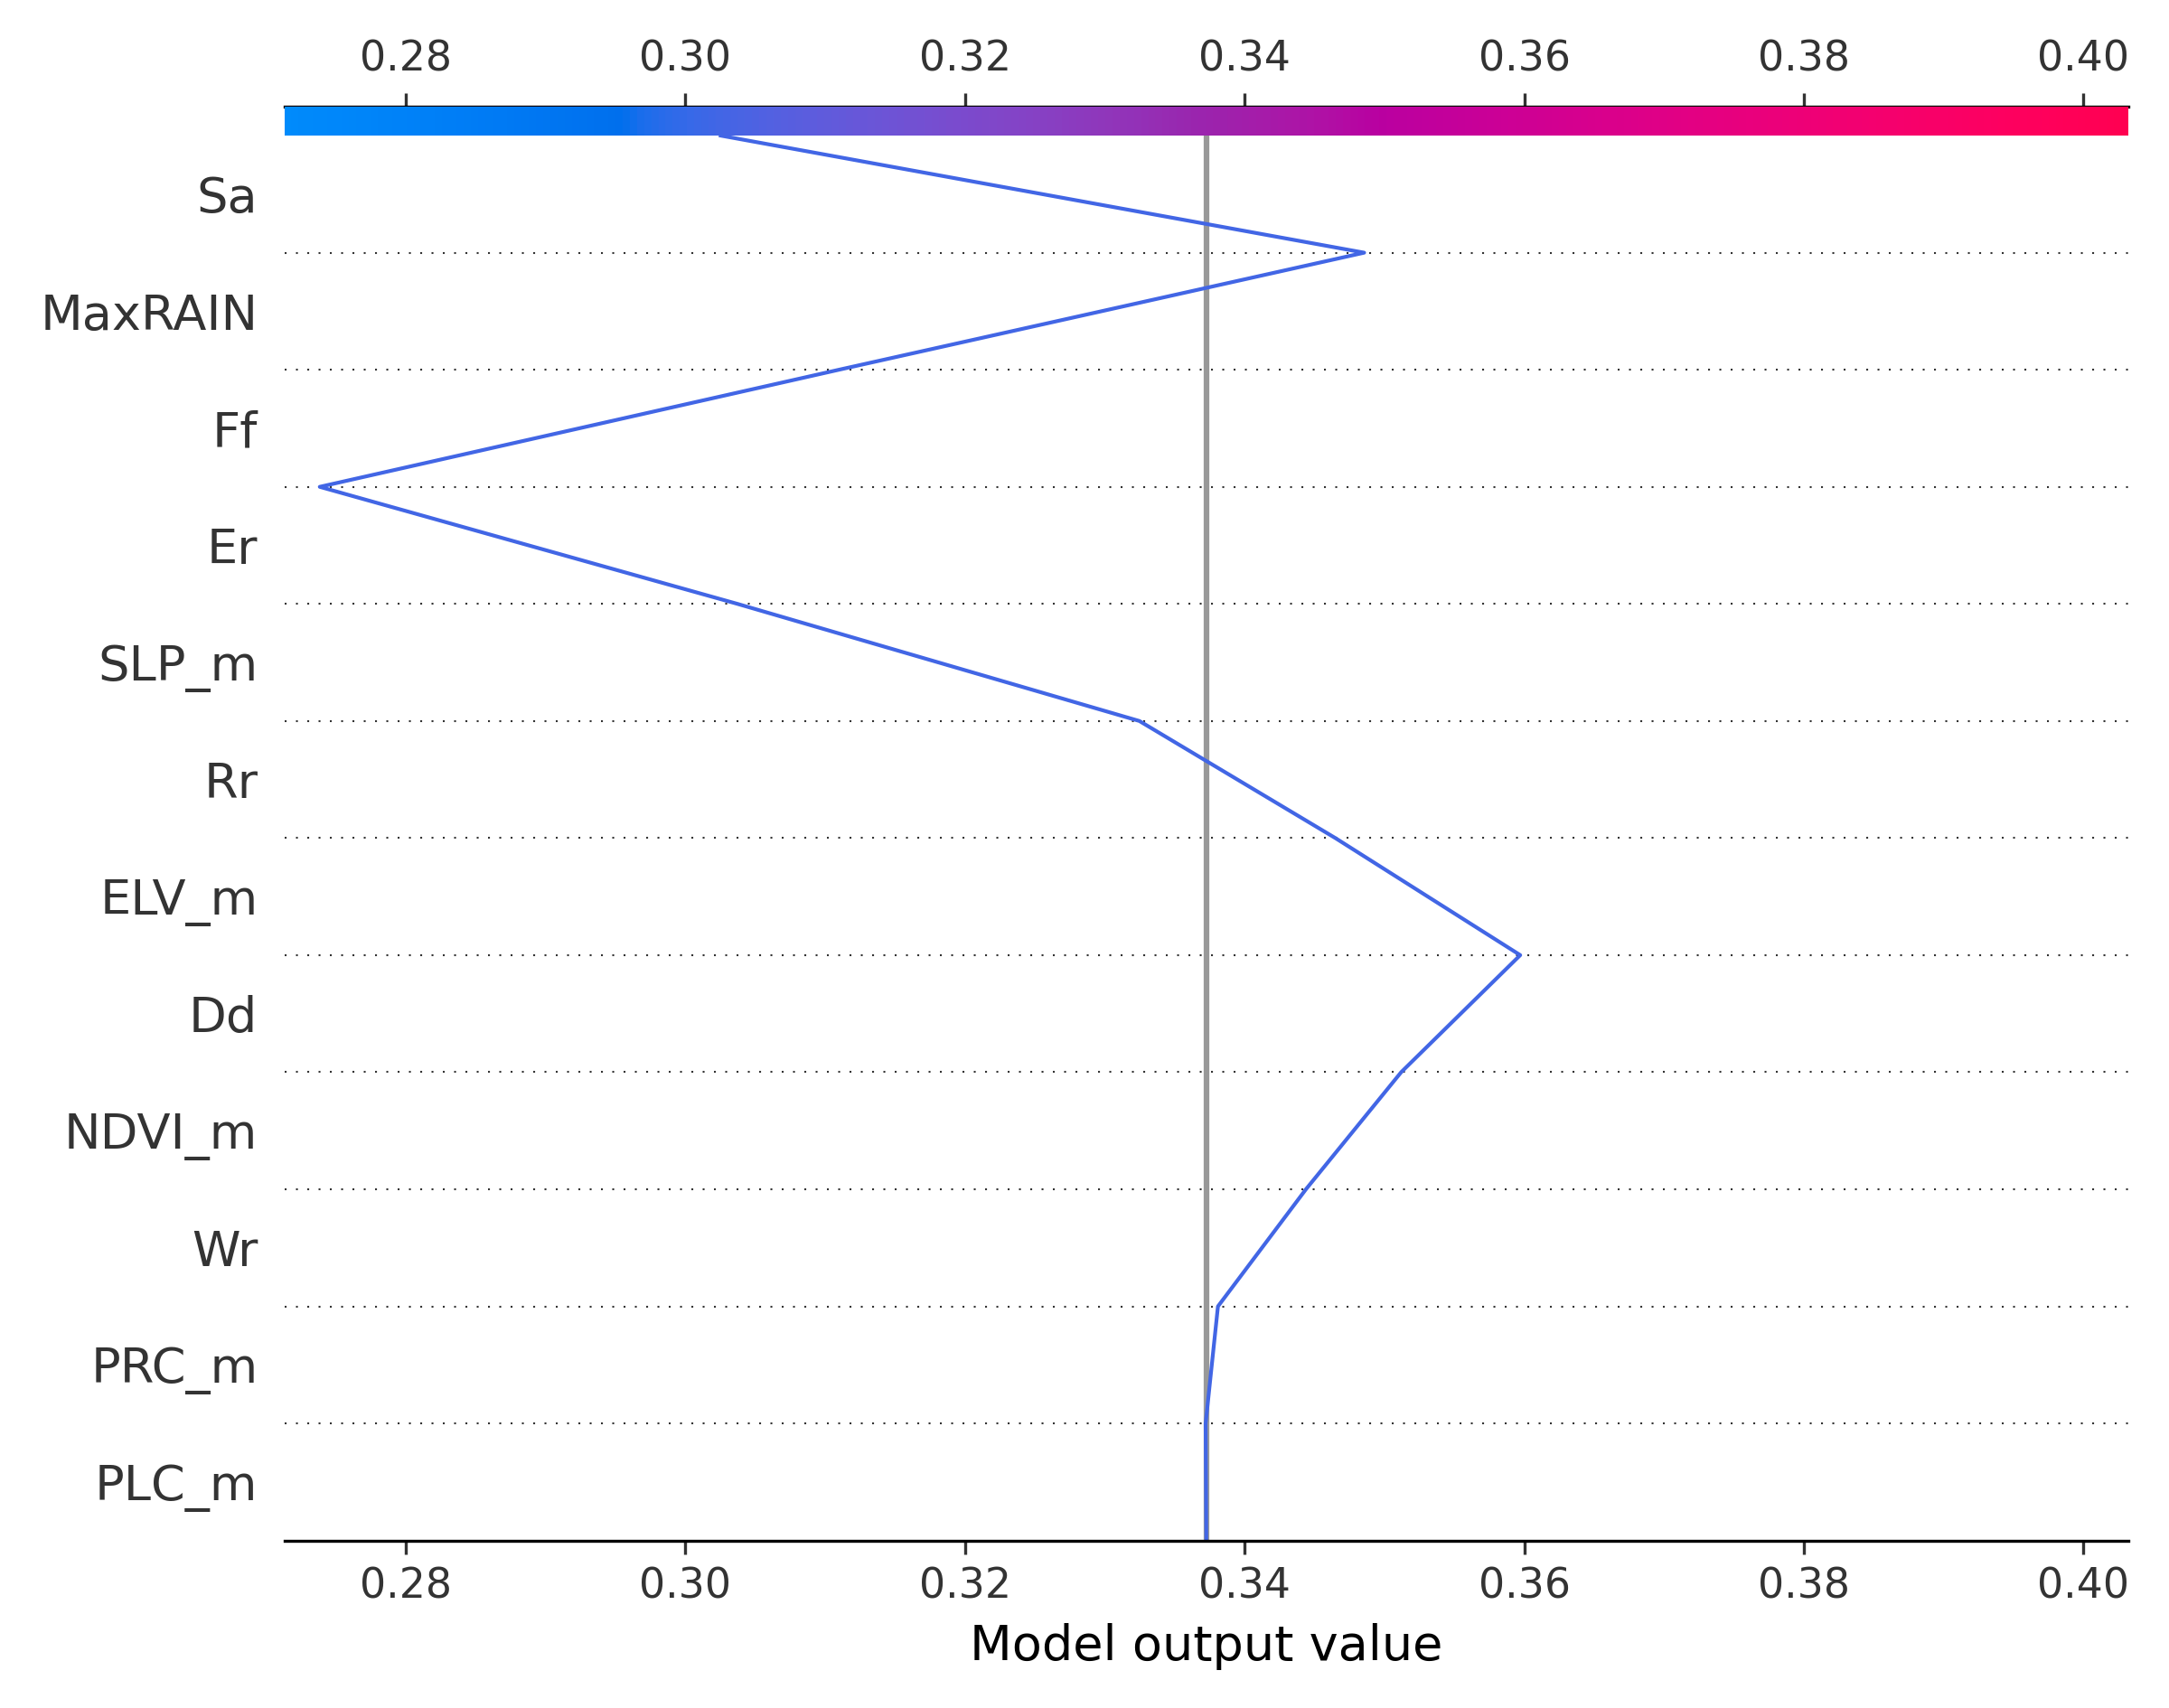 0.28 0.30 0.32 0.34 0.36 0.38 0.40
Sa
MaxRAIN
Ff
Er
SLP_m
Rr
ELV_m
Dd
NDVI_m
Wr
PRC_m
PLC_m
0.28 0.30 0.32 0.34 0.36 0.38 0.40
Model output value